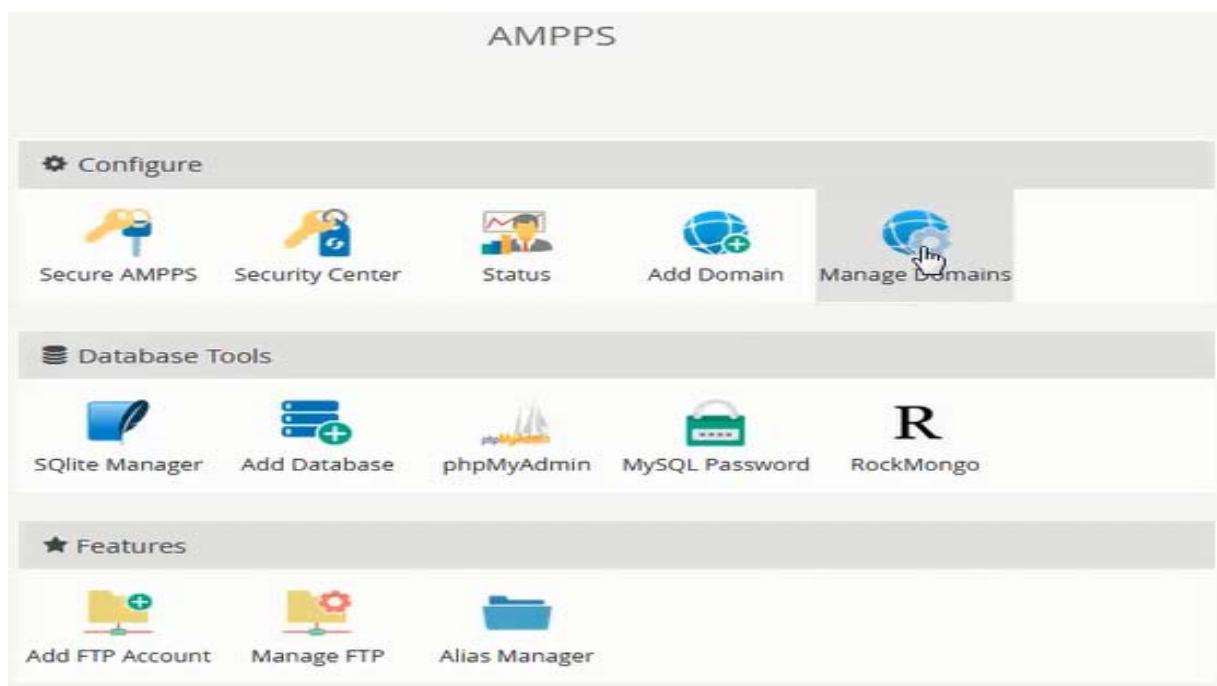 AMPPS
Configure
Secure AMPPS Security Center Status Add Domain Manage Domains
Database Tools
SQlite Manager Add Database phpMyAdmin MySQL Password RockMongo
phpMyAdmin
R
Features
Add FTP Account Manage FTP Alias Manager